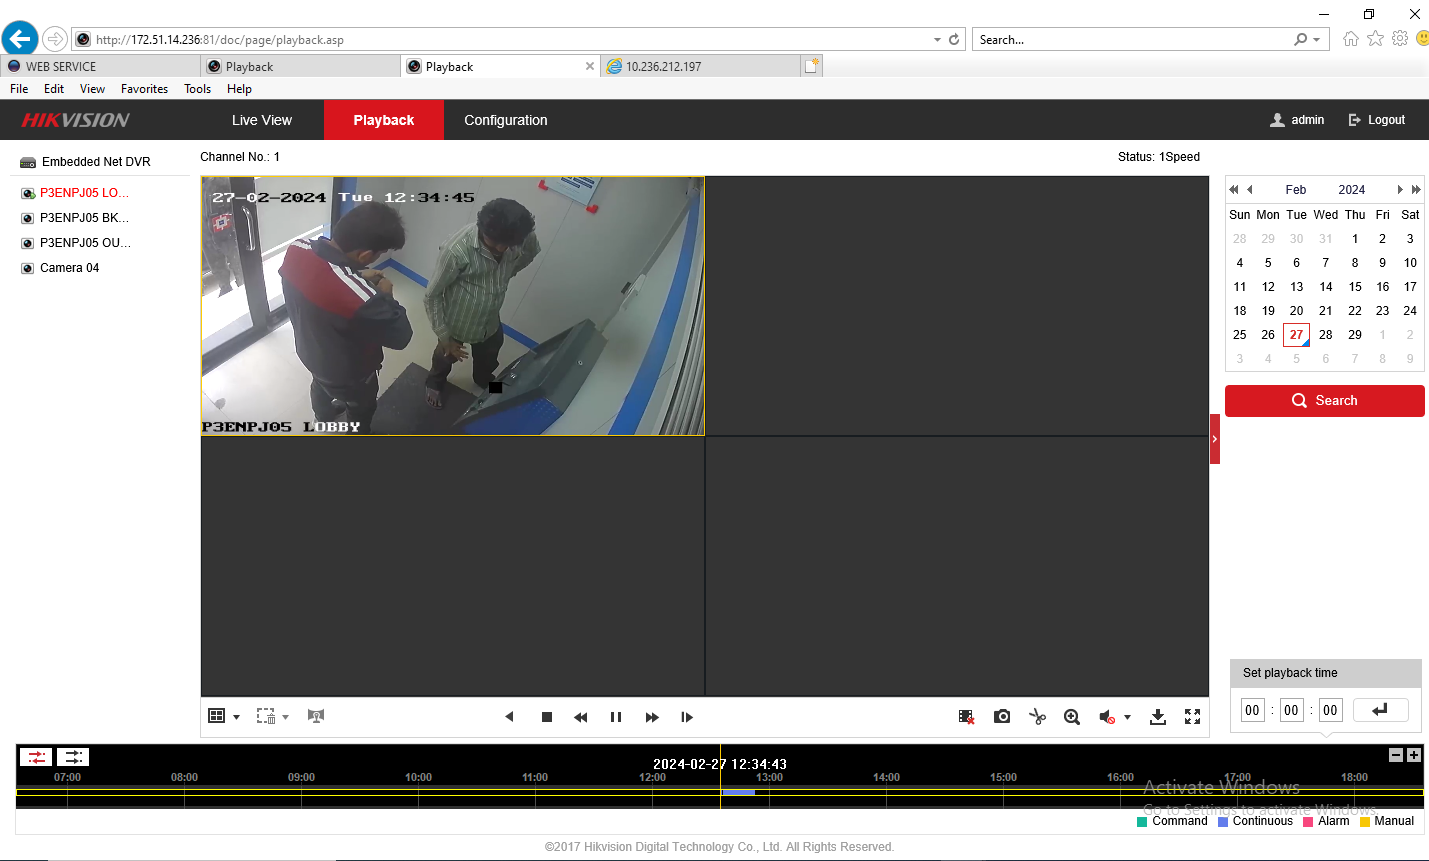 http://172.51.14.236:81/doc/page/playback.asp
Search...
WEB SERVICE
Playback
Playback
10.236.212.197
File Edit View Favorites Tools Help
HIKVISION
Live View
Playback
Configuration
admin
Logout
Embedded Net DVR
Channel No.: 1
Status: 1Speed
P3ENPJ05 LO...
P3ENPJ05 BK...
P3ENPJ05 OU...
Camera 04
27-02-2024 Tue 12:34:45
P3ENPJ05 LOBBY
Feb 2024
Sun Mon Tue Wed Thu Fri Sat
28 29 30 31 1 2 3
4 5 6 7 8 9 10
11 12 13 14 15 16 17
18 19 20 21 22 23 24
25 26 27 28 29 1 2
3 4 5 6 7 8 9
Search
Set playback time
00 : 00 : 00
2024-02-27 12:34:43
07:00 08:00 09:00 10:00 11:00 12:00 13:00 14:00 15:00 16:00 17:00 18:00
Activate Windows
Go to Settings to activate Windows.
Command Continuous Alarm Manual
©2017 Hikvision Digital Technology Co., Ltd. All Rights Reserved.